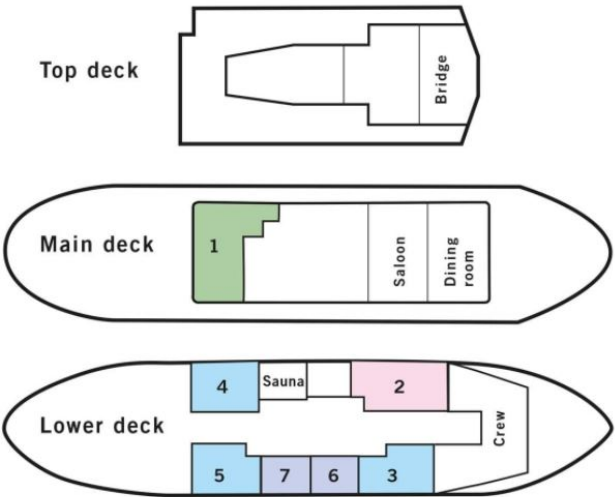 Top deck
Bridge
Main deck
1
Saloon
Dining
room
Lower deck
4
Sauna
2
Crew
5
7
6
3